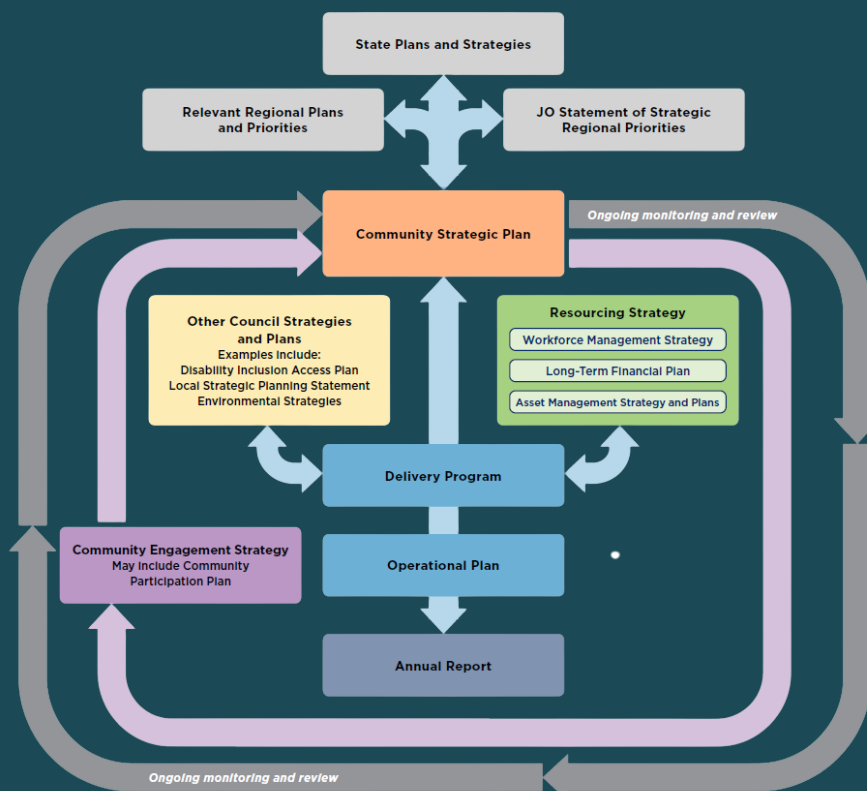 State Plans and Strategies
Relevant Regional Plans
and Priorities
JO Statement of Strategic
Regional Priorities
Community Strategic Plan
Ongoing monitoring and review
Other Council Strategies
and Plans
Examples include:
Disability Inclusion Access Plan
Local Strategic Planning Statement
Environmental Strategies
Resourcing Strategy
Workforce Management Strategy
Long-Term Financial Plan
Asset Management Strategy and Plans
Delivery Program
Community Engagement Strategy
May include Community
Participation Plan
Operational Plan
Annual Report
Ongoing monitoring and review